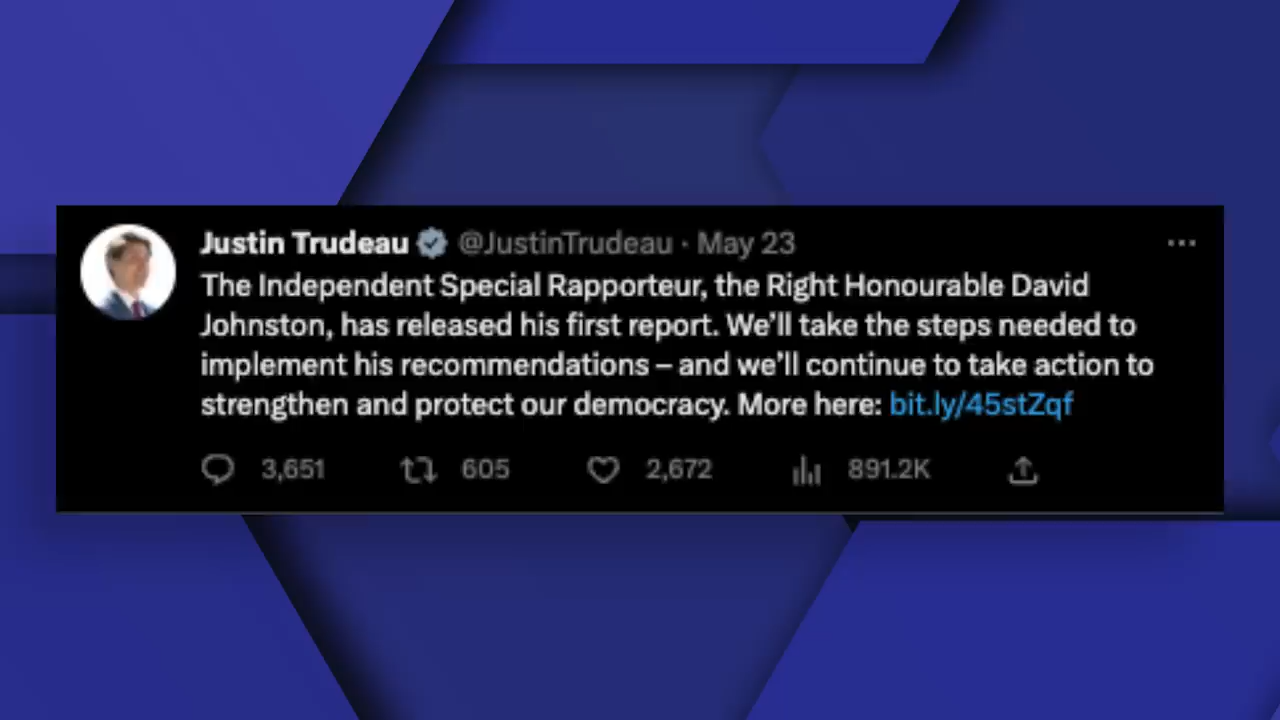 Justin Trudeau @JustinTrudeau · May 23
The Independent Special Rapporteur, the Right Honourable David
Johnston, has released his first report. We’ll take the steps needed to
implement his recommendations – and we’ll continue to take action to
strengthen and protect our democracy. More here: bit.ly/45stZqf
3,651 605 2,672 891.2K